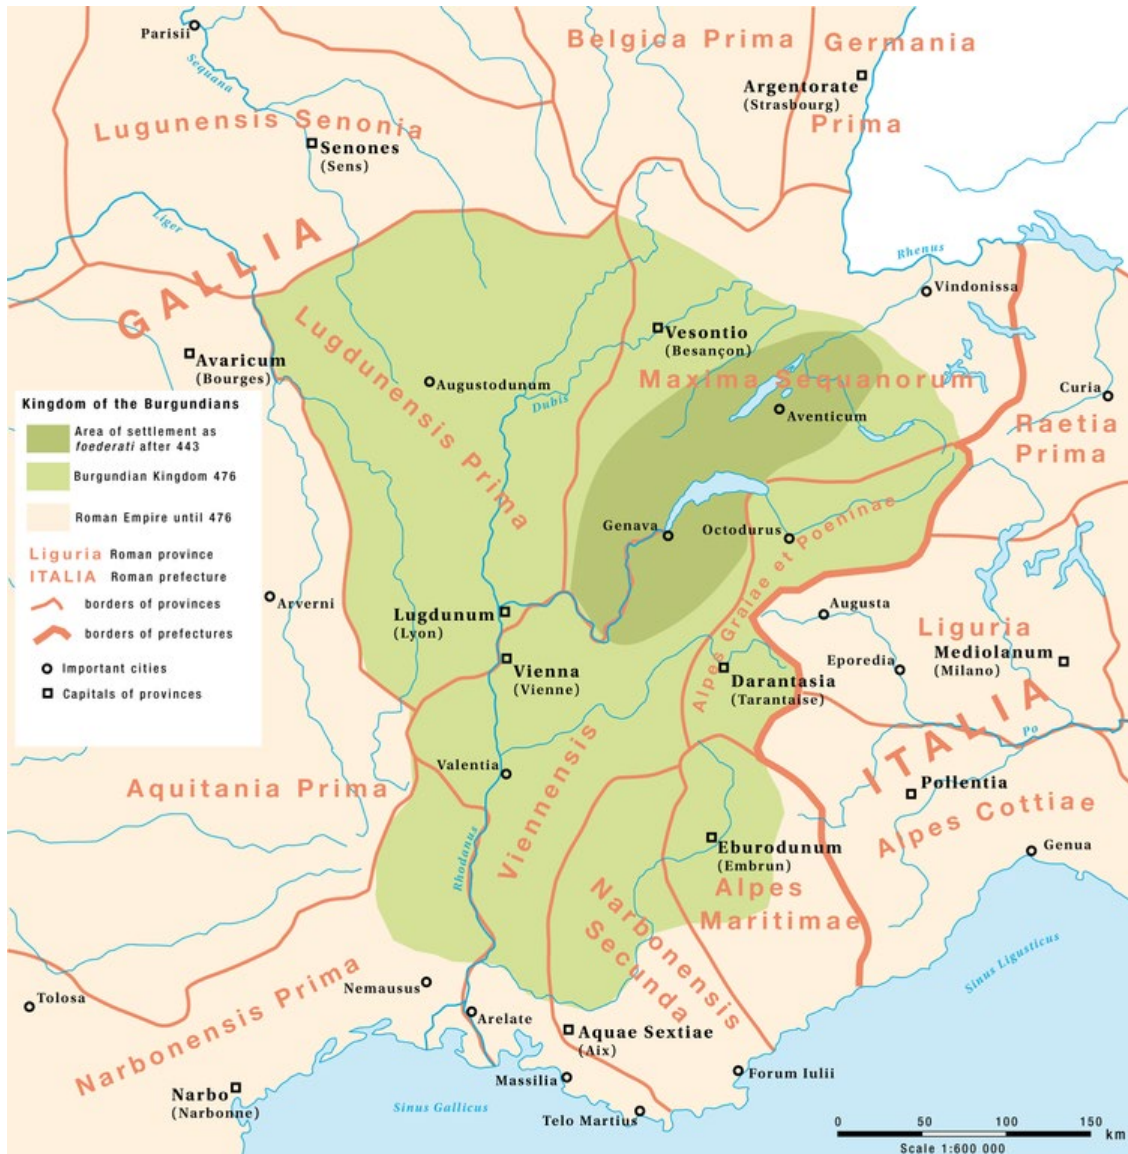 Parisii
Sequana
Belgica Prima
Germania
Prima
Argentorate
(Strasbourg)
Lugunensis Senonia
Senones
(Sens)
Liger
GALLIA
Rhenus
Vindonissa
Avaricum
(Bourges)
Lugdunensis Prima
Augustodunum
Dubis
Vesontio
(Besançon)
Maxima Sequanorum
Aventicum
Curia
Raetia
Prima
Kingdom of the Burgundians
Area of settlement as
foederati after 443
Burgundian Kingdom 476
Roman Empire until 476
Liguria Roman province
ITALIA Roman prefecture
borders of provinces
borders of prefectures
Important cities
Capitals of provinces
Genava
Octodurus
Alpes Graiae et Poeninae
Arverni
Lugdunum
(Lyon)
Vienna
(Vienne)
Augusta
Liguria
Eporedia
Mediolanum
(Milano)
Darantasia
(Tarantaise)
ITALIA
Po
Valentia
Viennensis
Aquitania Prima
Rhodanus
Pollentia
Alpes Cottiae
Genua
Eburodunum
(Embrun)
Alpes
Maritimae
Narbonensis
Secunda
Sinus Ligusticus
Narbonensis Prima
Tolosa
Nemausus
Arelate
Aquae Sextiae
(Aix)
Massilia
Forum Iulii
Telo Martius
Narbo
(Narbonne)
Sinus Gallicus
0 50 100 150 km
Scale 1:600 000